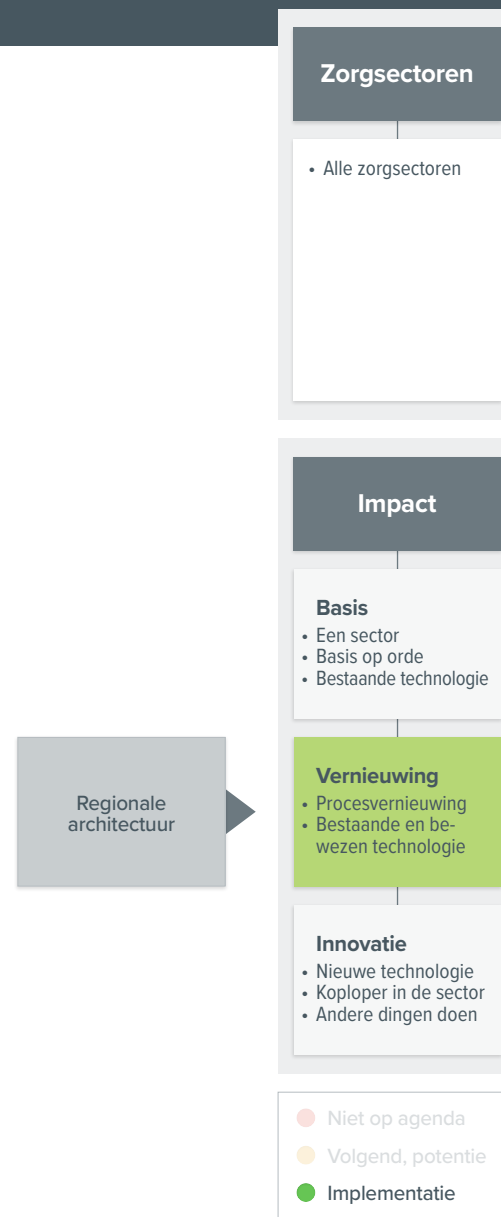 Zorgsectoren
• Alle zorgsectoren
Impact
Basis
• Een sector
• Basis op orde
• Bestaande technologie
Regionale
architectuur
Vernieuwing
• Procesvernieuwing
• Bestaande en be-
wezen technologie
Innovatie
• Nieuwe technologie
• Koploper in de sector
• Andere dingen doen
Niet op agenda
Volgend, potentie
Implementatie